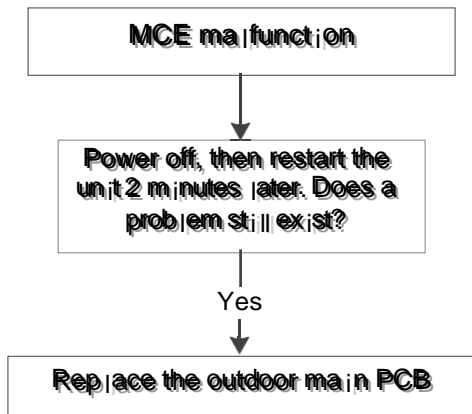 MCE malfunction
Power off, then restart the
unit 2 minutes later. Does a
problem still exist?
Yes
Replace the outdoor main PCB